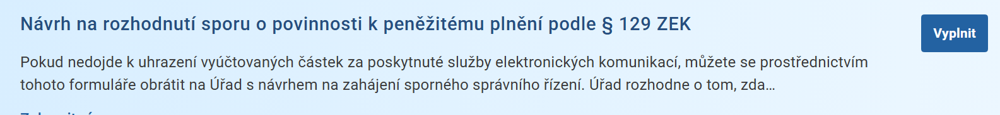 Návrh na rozhodnutí sporu o povinnosti k peněžitému plnění podle § 129 ZEK
Vyplnit
Pokud nedojde k uhrazení vyúčtovaných částek za poskytnuté služby elektronických komunikací, můžete se prostřednictvím
tohoto formuláře obrátit na Úřad s návrhem na zahájení sporného správního řízení. Úřad rozhodne o tom, zda…